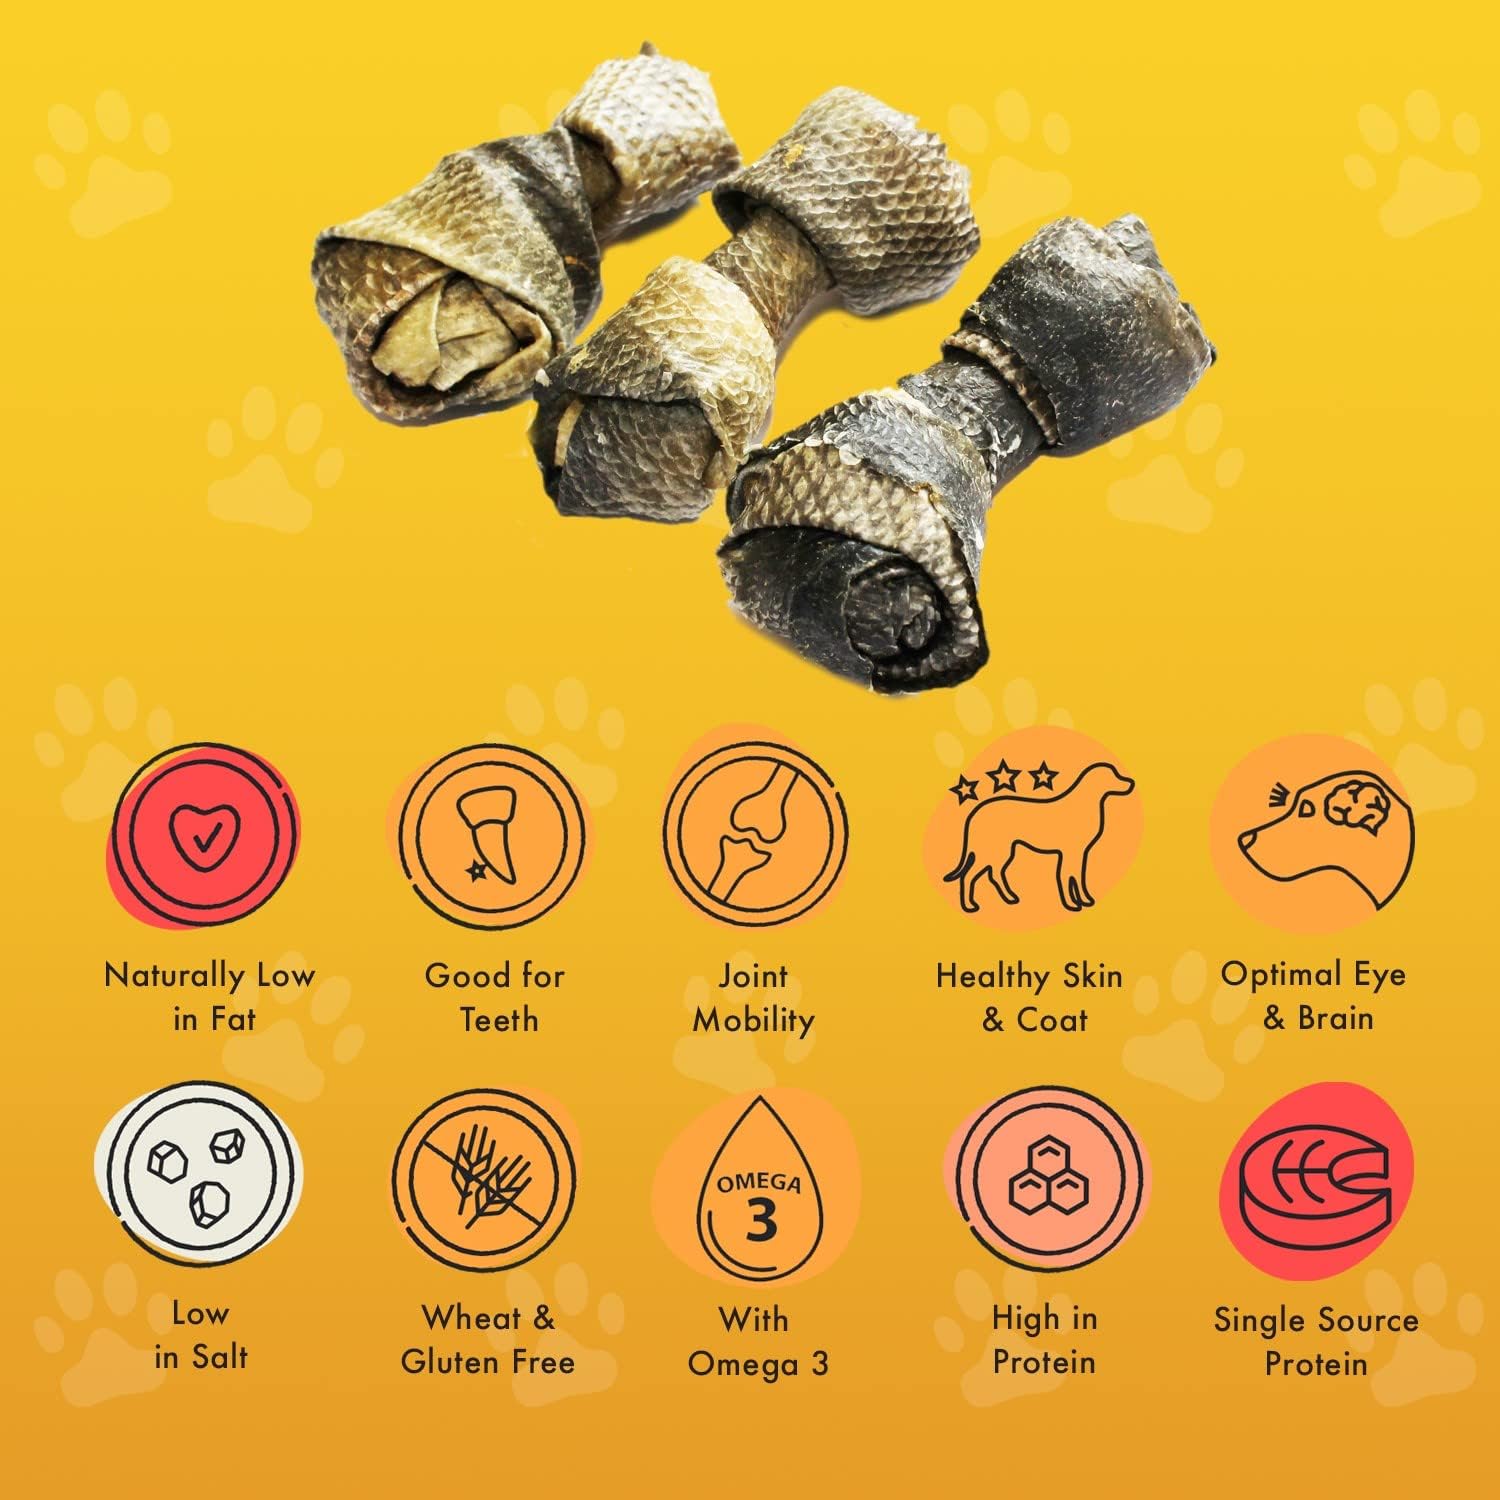 Naturally Low
in Fat
Good for
Teeth
Joint
Mobility
Healthy Skin
& Coat
Optimal Eye
& Brain
Low
in Salt
Wheat &
Gluten Free
OMEGA
3
With
Omega 3
High in
Protein
Single Source
Protein